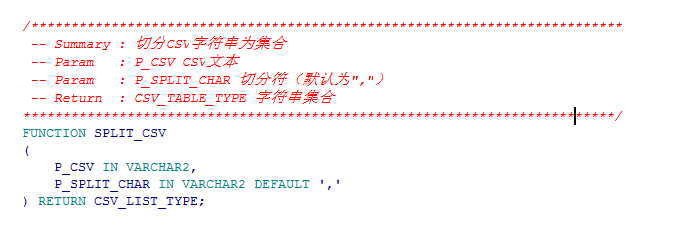 /*************************************************************************
-- Summary : 切分CSV字符串为集合
-- Param   : P_CSV CSV文本
-- Param   : P_SPLIT_CHAR 切分符（默认为","）
-- Return  : CSV_TABLE_TYPE 字符串集合
*************************************************************************/
FUNCTION SPLIT_CSV
(
    P_CSV IN VARCHAR2,
    P_SPLIT_CHAR IN VARCHAR2 DEFAULT ','
) RETURN CSV_LIST_TYPE;